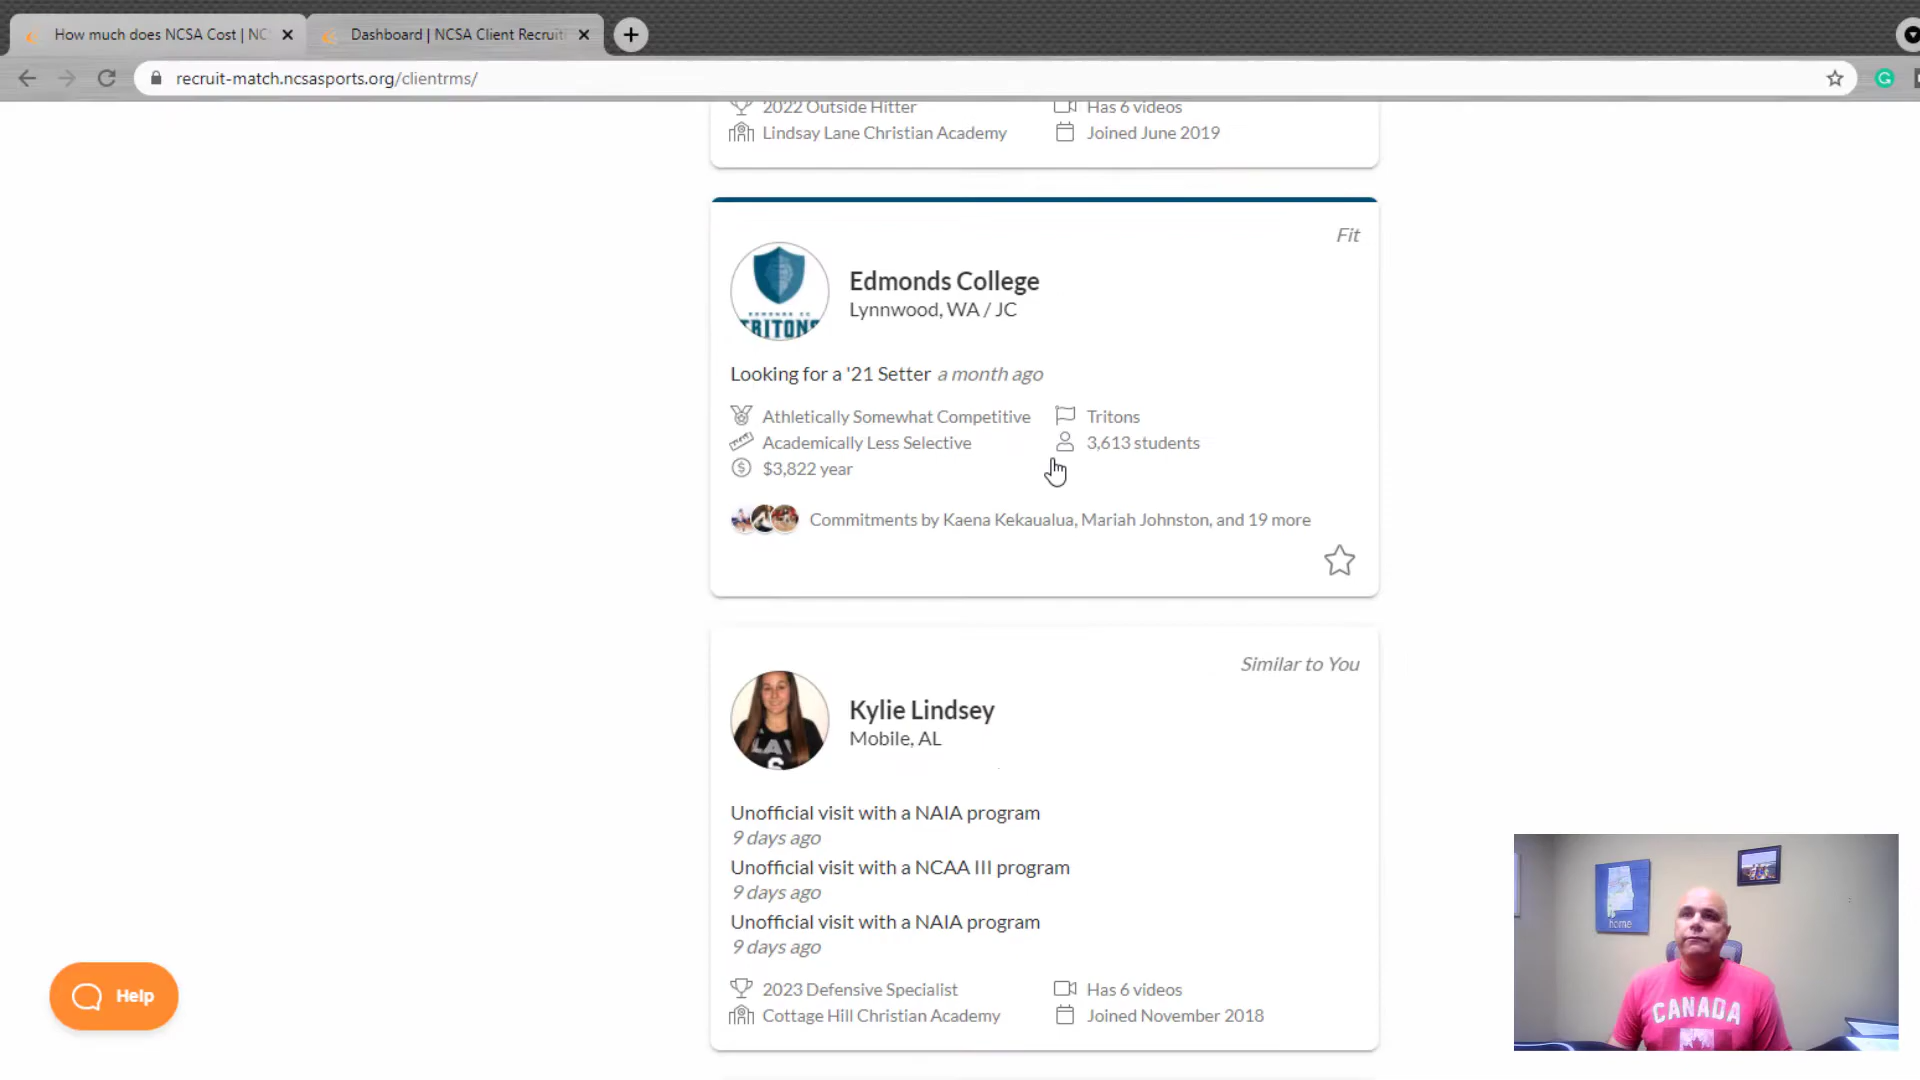 How much does NCSA Cost | NC
Dashboard | NCSA Client Recruit
recruit-match.ncsasports.org/clientrms/
2022 Outside Hitter
Has 6 videos
Lindsay Lane Christian Academy
Joined June 2019
Fit
TRITONS
Edmonds College
Lynnwood, WA / JC
Looking for a '21 Setter a month ago
Athletically Somewhat Competitive
Tritons
Academically Less Selective
3,613 students
$3,822 year
Commitments by Kaena Kekaualua, Mariah Johnston, and 19 more
Similar to You
Kylie Lindsey
Mobile, AL
Unofficial visit with a NAIA program
9 days ago
Unofficial visit with a NCAA III program
9 days ago
Unofficial visit with a NAIA program
9 days ago
2023 Defensive Specialist
Has 6 videos
Cottage Hill Christian Academy
Joined November 2018
Help
home
CANADA